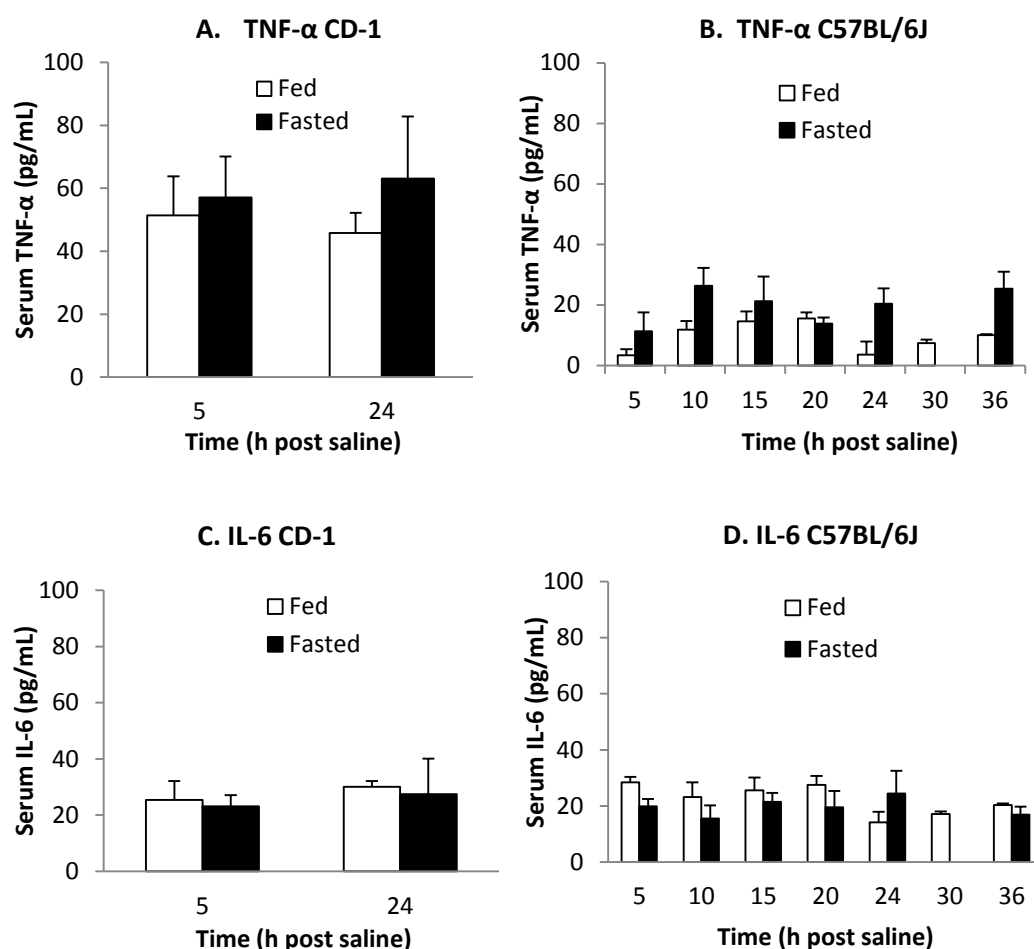 A. TNF-α CD-1
100
80
60
40
20
0
Serum TNF-α (pg/mL)
Fed
Fasted
5 24
Time (h post saline)
B. TNF-α C57BL/6J
100
80
60
40
20
0
Serum TNF-α (pg/mL)
Fed
Fasted
5 10 15 20 24 30 36
Time (h post saline)
C. IL-6 CD-1
100
80
60
40
20
0
Serum IL-6 (pg/mL)
Fed
Fasted
5 24
Time (h post saline)
D. IL-6 C57BL/6J
100
80
60
40
20
0
Serum IL-6 (pg/mL)
Fed
Fasted
5 10 15 20 24 30 36
Time (h post saline)